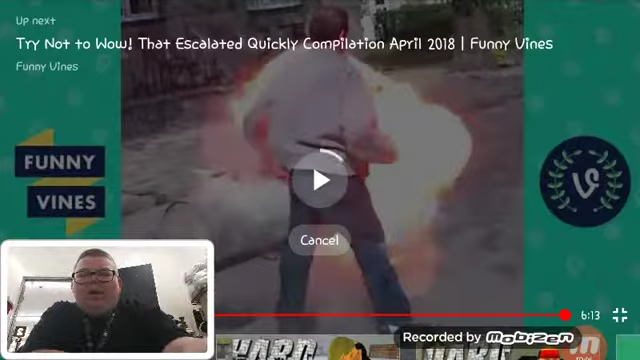 Up next
Try Not to Wow! That Escalated Quickly Compilation April 2018 | Funny Vines
Funny Vines
FUNNY
VINES
Cancel
6:13
Recorded by Mobizen
HARD